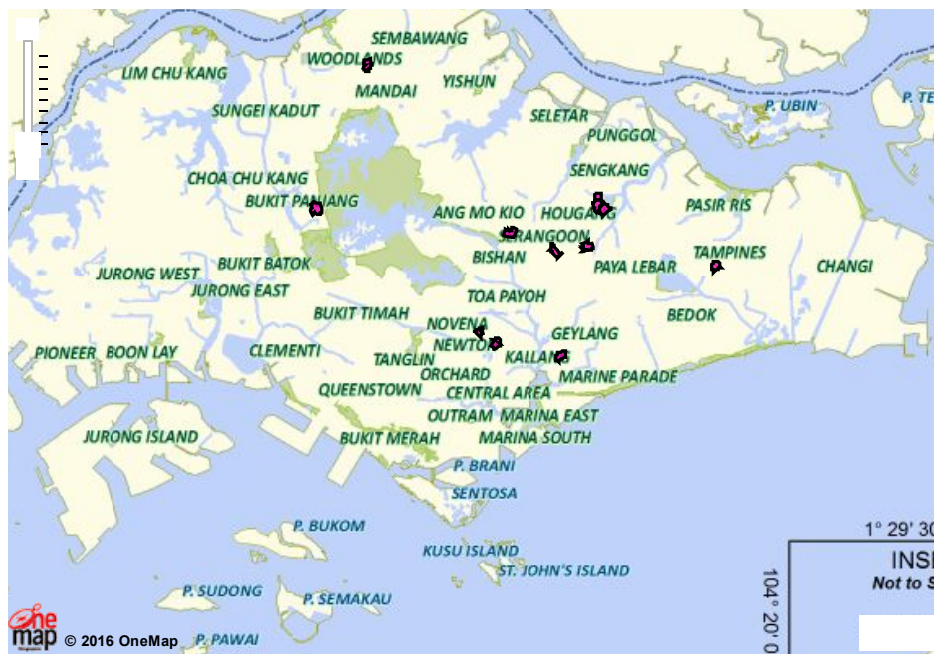 SEMBAWANG
WOODLANDS
LIM CHU KANG
YISHUN
MANDAI
P. UBIN
P. TE
SUNGEI KADUT
SELETAR
PUNGGOL
SENGKANG
CHOA CHU KANG
BUKIT PANJANG
PASIR RIS
ANG MO KIO
HOUGANG
SERANGOON
TAMPINES
BISHAN
BUKIT BATOK
PAYA LEBAR
CHANGI
JURONG WEST
JURONG EAST
TOA PAYOH
BUKIT TIMAH
BEDOK
NOVENA
GEYLANG
NEWTON
PIONEER
BOON LAY
CLEMENTI
TANGLIN
KALLANG
ORCHARD
MARINE PARADE
QUEENSTOWN
CENTRAL AREA
OUTRAM
MARINA EAST
JURONG ISLAND
BUKIT MERAH
MARINA SOUTH
P. BRANI
SENTOSA
P. BUKOM
1° 29' 30
KUSU ISLAND
INS
ST. JOHN'S ISLAND
Not to S
104° 20' 0
P. SUDONG
P. SEMAKAU
One
map
© 2016 OneMap
P. PAWAI